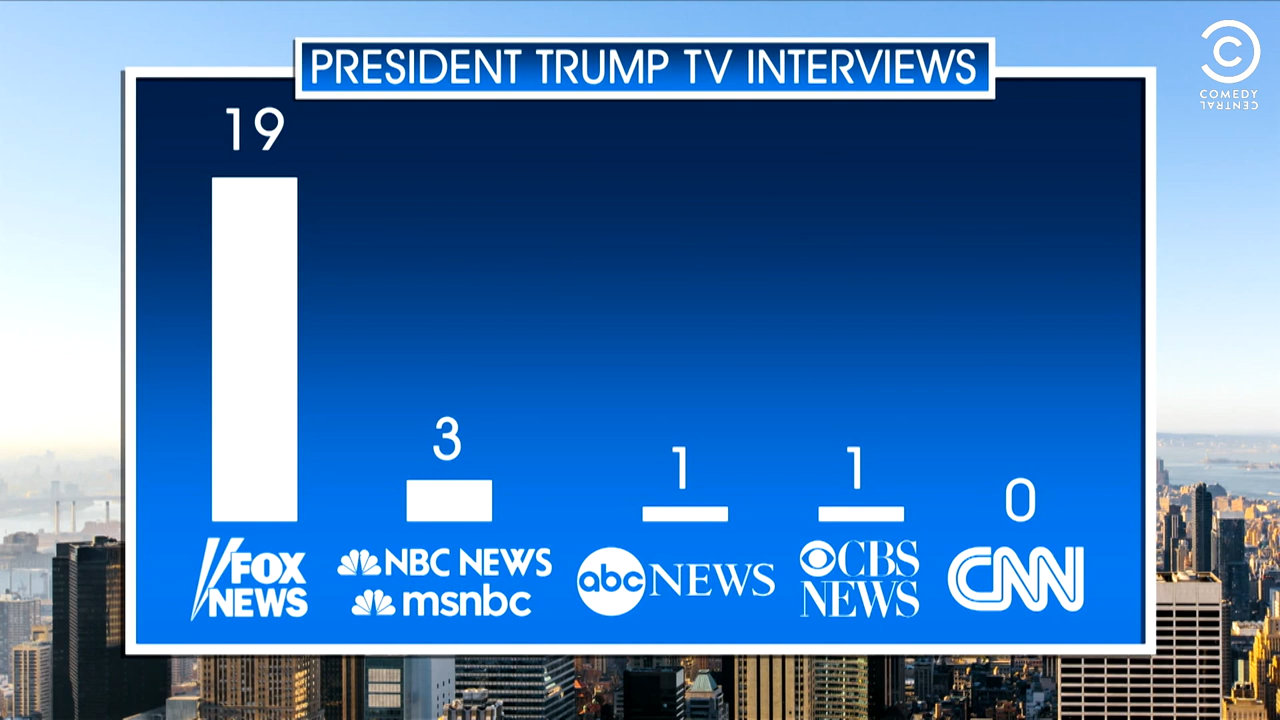 PRESIDENT TRUMP TV INTERVIEWS
COMEDY
CENTRAL
19
3
1
1
0
FOX
NEWS
NBC NEWS
msnbc
abc NEWS
CBS
NEWS
CNN